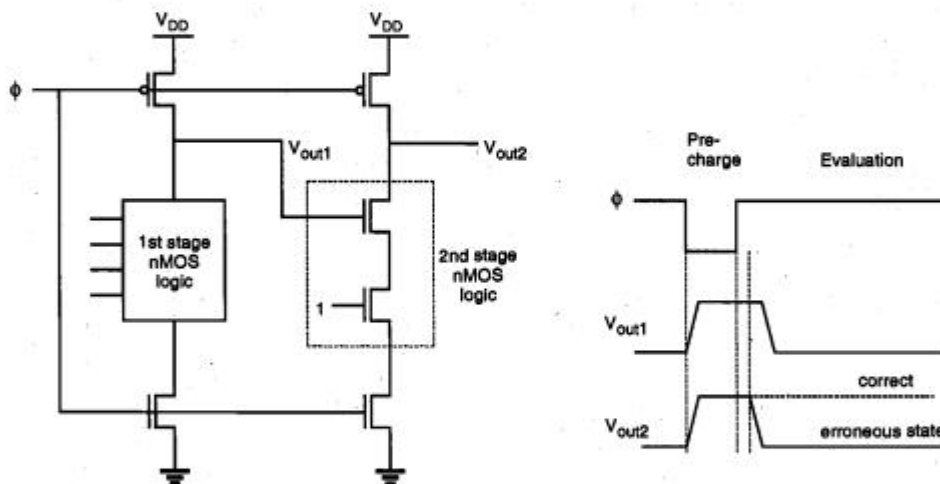 VDD
VDD
ϕ
Vout1
Vout2
1st stage
nMOS
logic
2nd stage
nMOS
logic
1
Pre-
charge
Evaluation
ϕ
Vout1
correct
Vout2
erroneous state